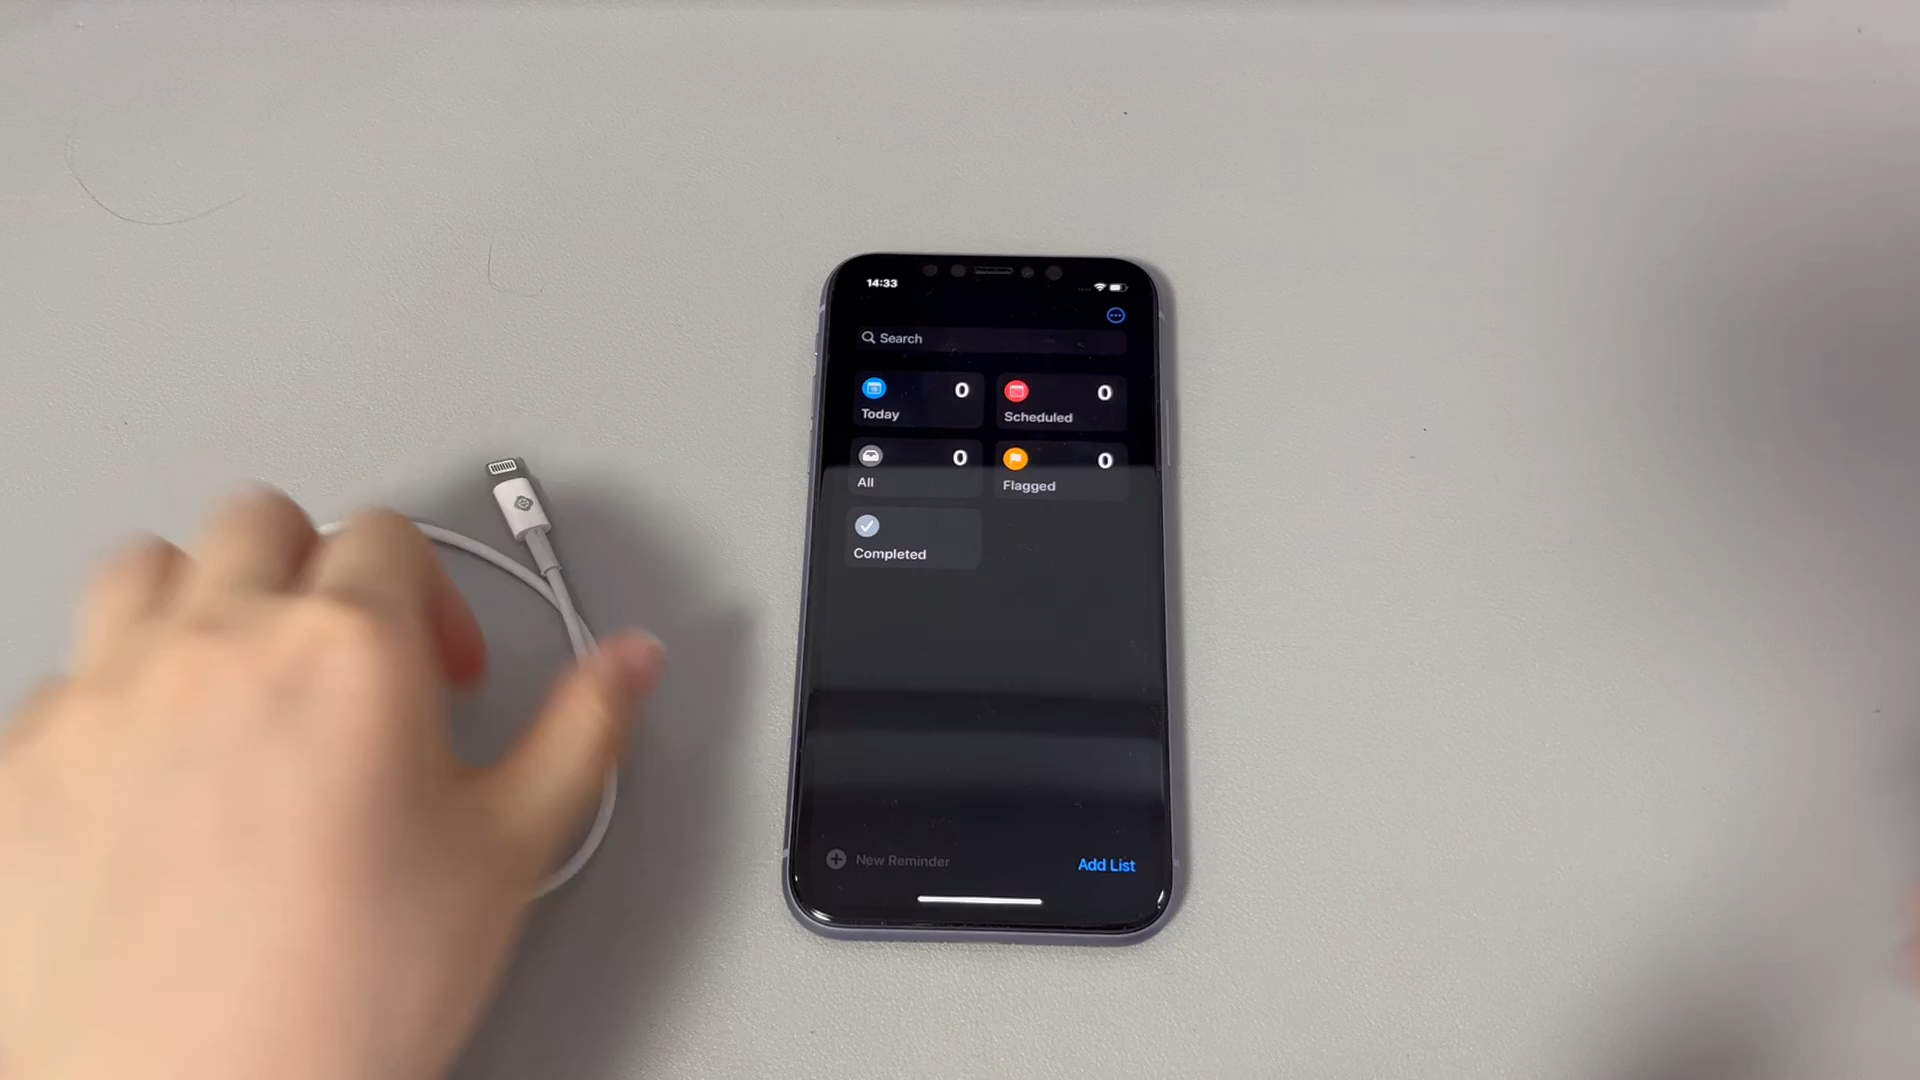 14:33
Search
0
Today
0
Scheduled
0
All
0
Flagged
Completed
New Reminder
Add List